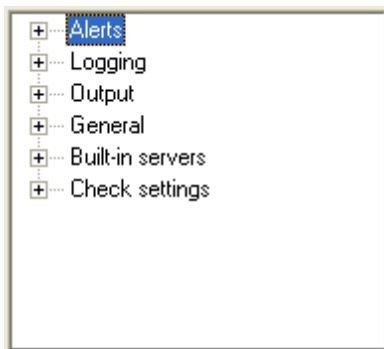 Alerts
Logging
Output
General
Built-in servers
Check settings